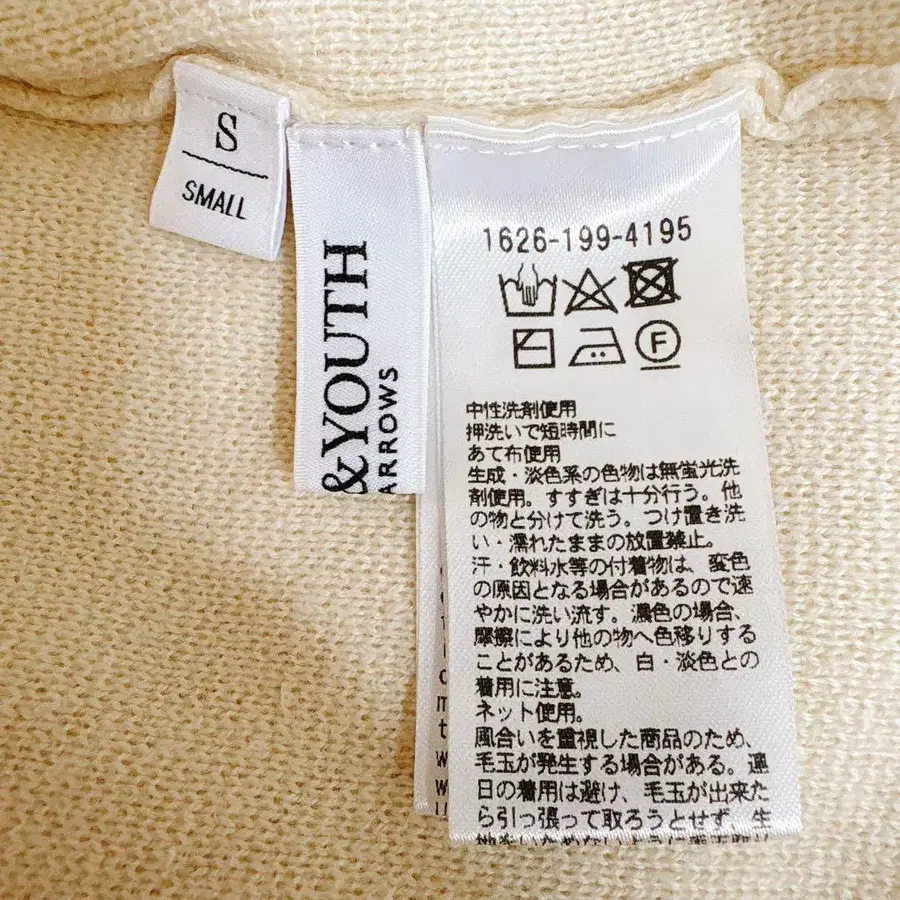 S
SMALL
&YOUTH
ARROWS
1626-199-4195
F
中性洗剤使用
押洗いで短時間に
あて布使用
生成・淡色系の色物は無蛍光洗
剤使用。すすぎは十分行う。他
の物と分けて洗う。つけ置き洗
い・濡れたままの放置禁止。
汗・飲料水等の付着物は、変色
の原因となる場合があるので速
やかに洗い流す。濃色の場合、
摩擦により他の物へ色移りする
ことがあるため、白・淡色との
着用に注意。
ネット使用。
風合いを重視した商品のため、
毛玉が発生する場合がある。連
日の着用は避け、毛玉が出来た
ら引っ張って取ろうとせず、生